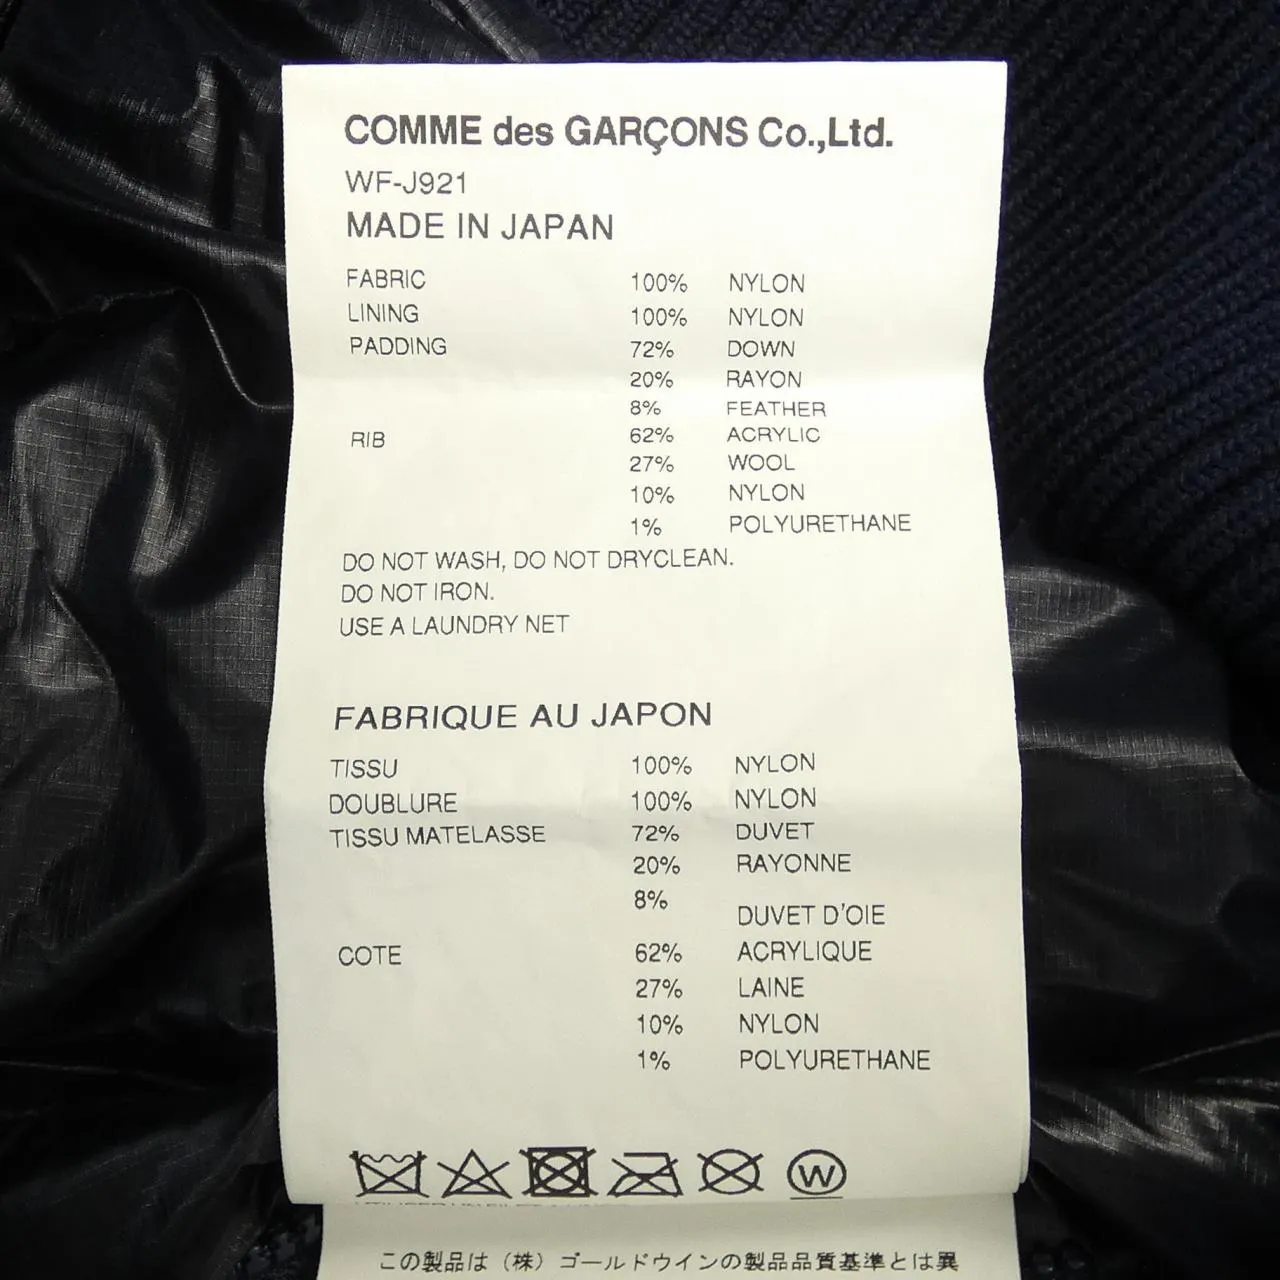 COMME des GARÇONS Co.,Ltd.
WF-J921
MADE IN JAPAN
FABRIC 100% NYLON
LINING 100% NYLON
PADDING 72% DOWN
20% RAYON
8% FEATHER
RIB 62% ACRYLIC
27% WOOL
10% NYLON
1% POLYURETHANE
DO NOT WASH, DO NOT DRYCLEAN.
DO NOT IRON.
USE A LAUNDRY NET
FABRIQUE AU JAPON
TISSU 100% NYLON
DOUBLURE 100% NYLON
TISSU MATELASSE 72% DUVET
20% RAYONNE
8% DUVET D'OIE
COTE 62% ACRYLIQUE
27% LAINE
10% NYLON
1% POLYURETHANE
W
この製品は（株）ゴールドウインの製品品質基準とは異